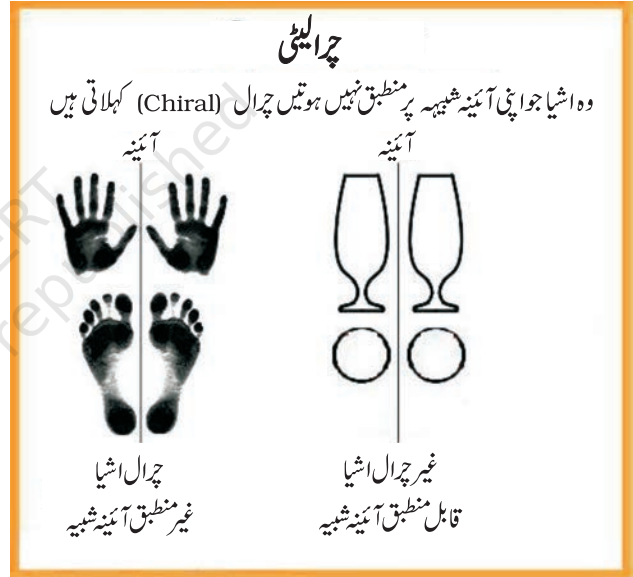 چرالیٹی
وہ اشیا جو اپنی آئینہ شبیہہ پر منطبق نہیں ہوتیں چرال (Chiral) کہلاتی ہیں
آئینہ
آئینہ
غیر چرال اشیا
قابل منطبق آئینہ شبیہ
چرال اشیا
غیر منطبق آئینہ شبیہ